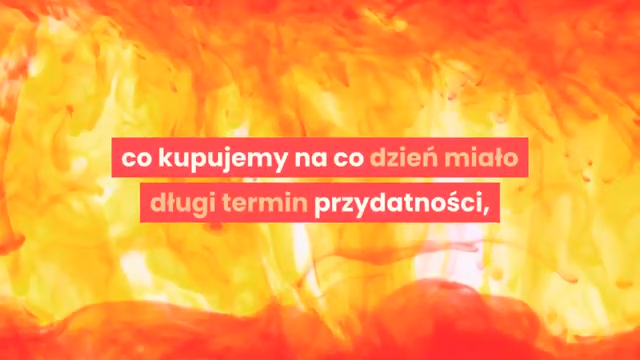 co kupujemy na co dzień miało
długi termin przydatności,